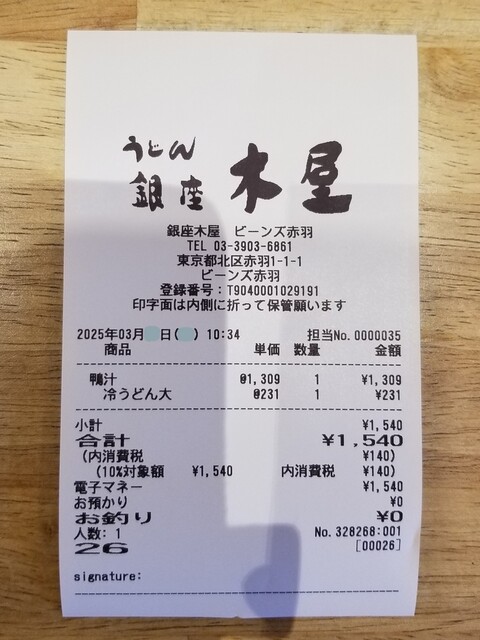 うどん
銀座 木屋
銀座木屋 ビーンズ赤羽
TEL 03-3903-6861
東京都北区赤羽1-1-1
ビーンズ赤羽
登録番号：T9040001029191
印字面は内側に折って保管願います
2025年03月 日( ) 10:34 担当No. 0000035
商品 単価 数量 金額
鴨汁 @1,309 1 ¥1,309
冷うどん大 @231 1 ¥231
小計 ¥1,540
合計 ¥1,540
(内消費税 ¥140)
(10%対象額 ¥1,540 内消費税 ¥140)
電子マネー ¥1,540
お預かり ¥0
お釣り ¥0
人数: 1 No. 328268:001
26 [00026]
signature: